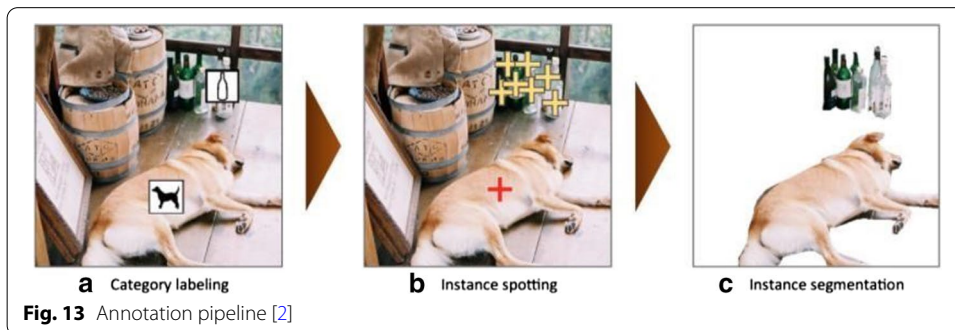 a Category labeling
b Instance spotting
c Instance segmentation
Fig. 13 Annotation pipeline [2]